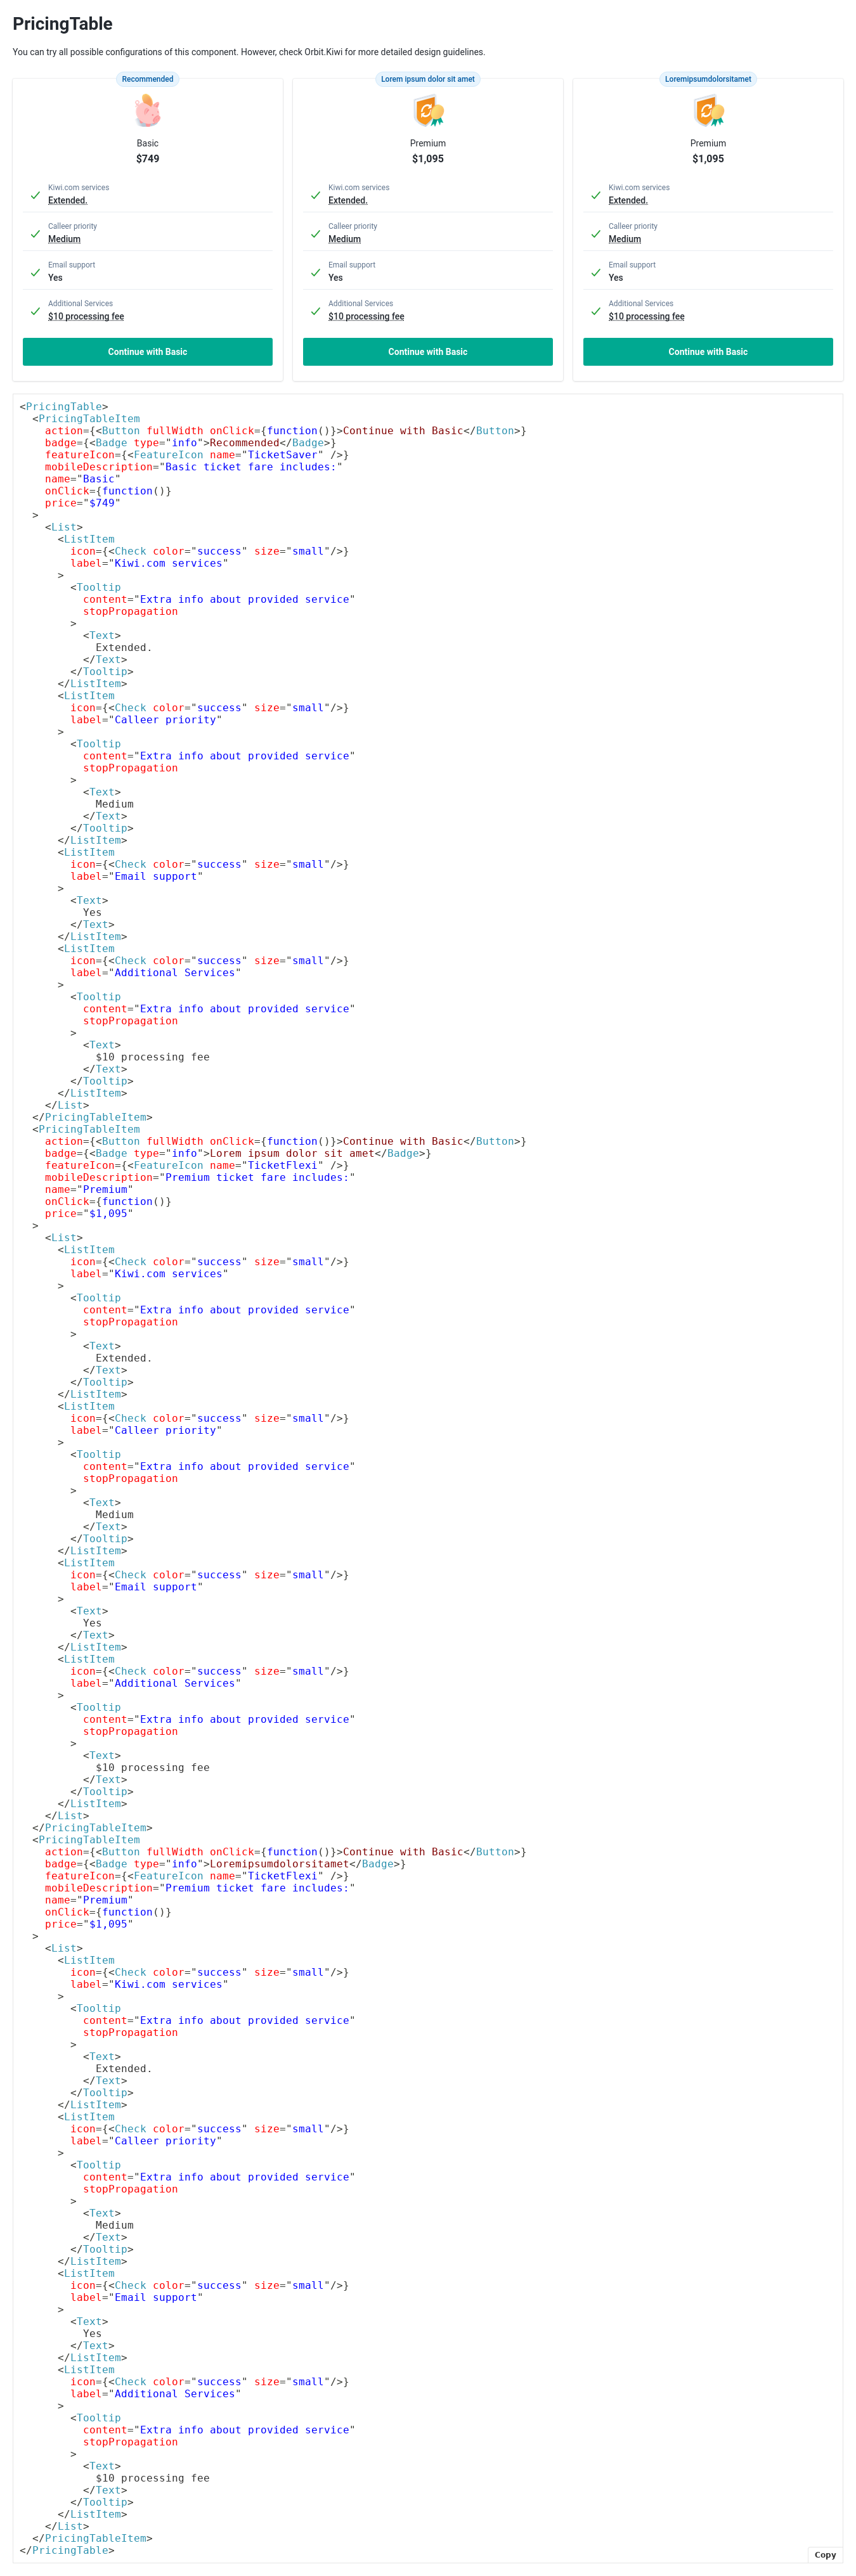 PricingTable
You can try all possible configurations of this component. However, check Orbit.Kiwi for more detailed design guidelines.
Recommended
Basic
$749
Kiwi.com services
Extended.
Calleer priority
Medium
Email support
Yes
Additional Services
$10 processing fee
Continue with Basic
Lorem ipsum dolor sit amet
Premium
$1,095
Kiwi.com services
Extended.
Calleer priority
Medium
Email support
Yes
Additional Services
$10 processing fee
Continue with Basic
Loremipsumdolorsitamet
Premium
$1,095
Kiwi.com services
Extended.
Calleer priority
Medium
Email support
Yes
Additional Services
$10 processing fee
Continue with Basic
<PricingTable>
  <PricingTableItem
    action={<Button fullWidth onClick={function()}>Continue with Basic</Button>}
    badge={<Badge type="info">Recommended</Badge>}
    featureIcon={<FeatureIcon name="TicketSaver" />}
    mobileDescription="Basic ticket fare includes:"
    name="Basic"
    onClick={function()}
    price="$749"
  >
    <List>
      <ListItem
        icon={<Check color="success" size="small"/>}
        label="Kiwi.com services"
      >
        <Tooltip
          content="Extra info about provided service"
          stopPropagation
        >
          <Text>
            Extended.
          </Text>
        </Tooltip>
      </ListItem>
      <ListItem
        icon={<Check color="success" size="small"/>}
        label="Calleer priority"
      >
        <Tooltip
          content="Extra info about provided service"
          stopPropagation
        >
          <Text>
            Medium
          </Text>
        </Tooltip>
      </ListItem>
      <ListItem
        icon={<Check color="success" size="small"/>}
        label="Email support"
      >
        <Text>
          Yes
        </Text>
      </ListItem>
      <ListItem
        icon={<Check color="success" size="small"/>}
        label="Additional Services"
      >
        <Tooltip
          content="Extra info about provided service"
          stopPropagation
        >
          <Text>
            $10 processing fee
          </Text>
        </Tooltip>
      </ListItem>
    </List>
  </PricingTableItem>
  <PricingTableItem
    action={<Button fullWidth onClick={function()}>Continue with Basic</Button>}
    badge={<Badge type="info">Lorem ipsum dolor sit amet</Badge>}
    featureIcon={<FeatureIcon name="TicketFlexi" />}
    mobileDescription="Premium ticket fare includes:"
    name="Premium"
    onClick={function()}
    price="$1,095"
  >
    <List>
      <ListItem
        icon={<Check color="success" size="small"/>}
        label="Kiwi.com services"
      >
        <Tooltip
          content="Extra info about provided service"
          stopPropagation
        >
          <Text>
            Extended.
          </Text>
        </Tooltip>
      </ListItem>
      <ListItem
        icon={<Check color="success" size="small"/>}
        label="Calleer priority"
      >
        <Tooltip
          content="Extra info about provided service"
          stopPropagation
        >
          <Text>
            Medium
          </Text>
        </Tooltip>
      </ListItem>
      <ListItem
        icon={<Check color="success" size="small"/>}
        label="Email support"
      >
        <Text>
          Yes
        </Text>
      </ListItem>
      <ListItem
        icon={<Check color="success" size="small"/>}
        label="Additional Services"
      >
        <Tooltip
          content="Extra info about provided service"
          stopPropagation
        >
          <Text>
            $10 processing fee
          </Text>
        </Tooltip>
      </ListItem>
    </List>
  </PricingTableItem>
  <PricingTableItem
    action={<Button fullWidth onClick={function()}>Continue with Basic</Button>}
    badge={<Badge type="info">Loremipsumdolorsitamet</Badge>}
    featureIcon={<FeatureIcon name="TicketFlexi" />}
    mobileDescription="Premium ticket fare includes:"
    name="Premium"
    onClick={function()}
    price="$1,095"
  >
    <List>
      <ListItem
        icon={<Check color="success" size="small"/>}
        label="Kiwi.com services"
      >
        <Tooltip
          content="Extra info about provided service"
          stopPropagation
        >
          <Text>
            Extended.
          </Text>
        </Tooltip>
      </ListItem>
      <ListItem
        icon={<Check color="success" size="small"/>}
        label="Calleer priority"
      >
        <Tooltip
          content="Extra info about provided service"
          stopPropagation
        >
          <Text>
            Medium
          </Text>
        </Tooltip>
      </ListItem>
      <ListItem
        icon={<Check color="success" size="small"/>}
        label="Email support"
      >
        <Text>
          Yes
        </Text>
      </ListItem>
      <ListItem
        icon={<Check color="success" size="small"/>}
        label="Additional Services"
      >
        <Tooltip
          content="Extra info about provided service"
          stopPropagation
        >
          <Text>
            $10 processing fee
          </Text>
        </Tooltip>
      </ListItem>
    </List>
  </PricingTableItem>
</PricingTable>
Copy